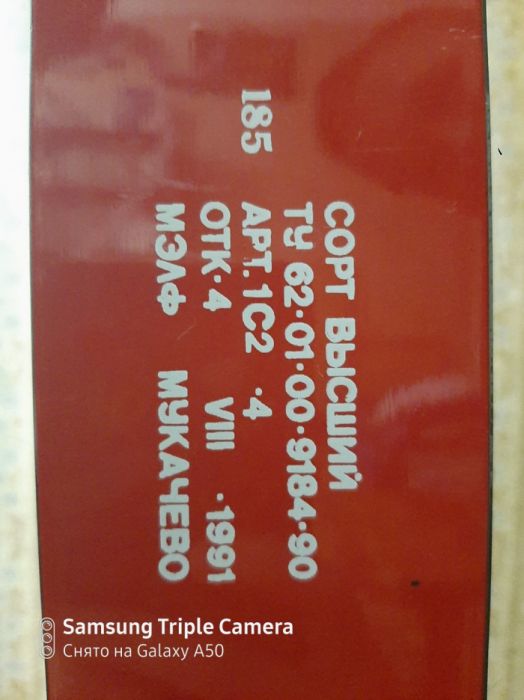 СОРТ ВЫСШИЙ
ТУ 62·01·00·9184·90
185 АРТ.1С2 ·4
ОТК·4 VIII ·1991
МЭЛФ МУКАЧЕВО
Samsung Triple Camera
Снято на Galaxy A50